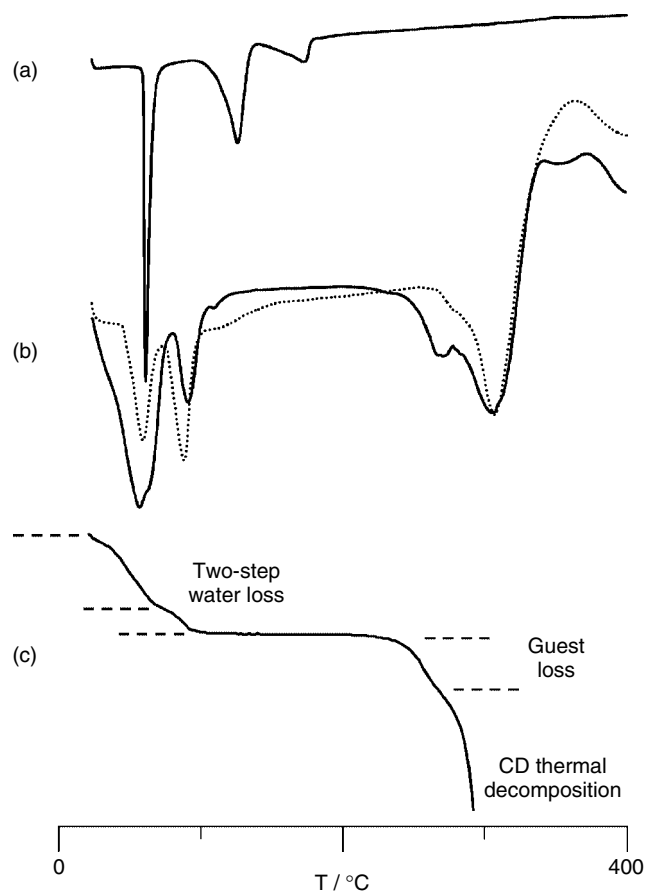 (a)
(b)
Two-step
water loss
(c)
Guest
loss
CD thermal
decomposition
0
400
T / °C